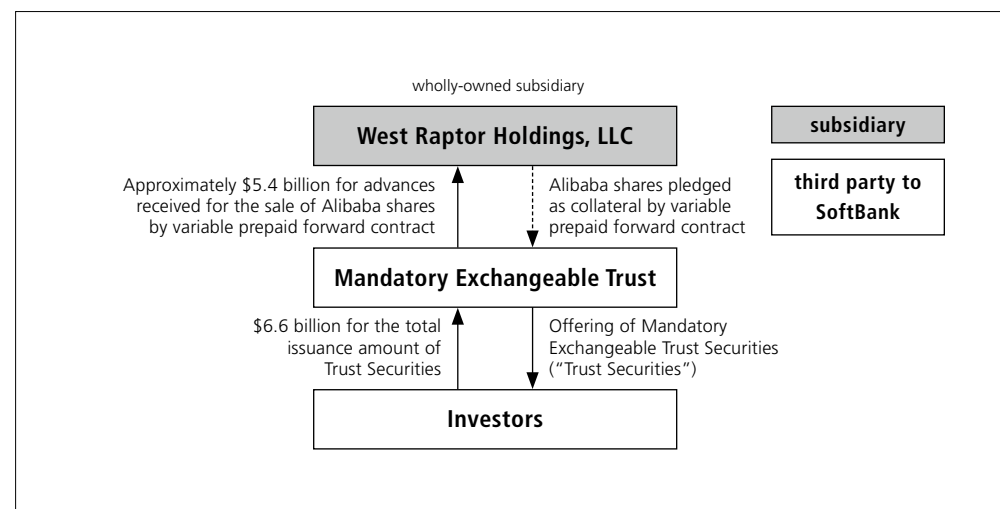 wholly-owned subsidiary
West Raptor Holdings, LLC
subsidiary
third party to
SoftBank
Approximately $5.4 billion for advances
received for the sale of Alibaba shares
by variable prepaid forward contract
Alibaba shares pledged
as collateral by variable
prepaid forward contract
Mandatory Exchangeable Trust
$6.6 billion for the total
issuance amount of
Trust Securities
Offering of Mandatory
Exchangeable Trust Securities
(“Trust Securities”)
Investors